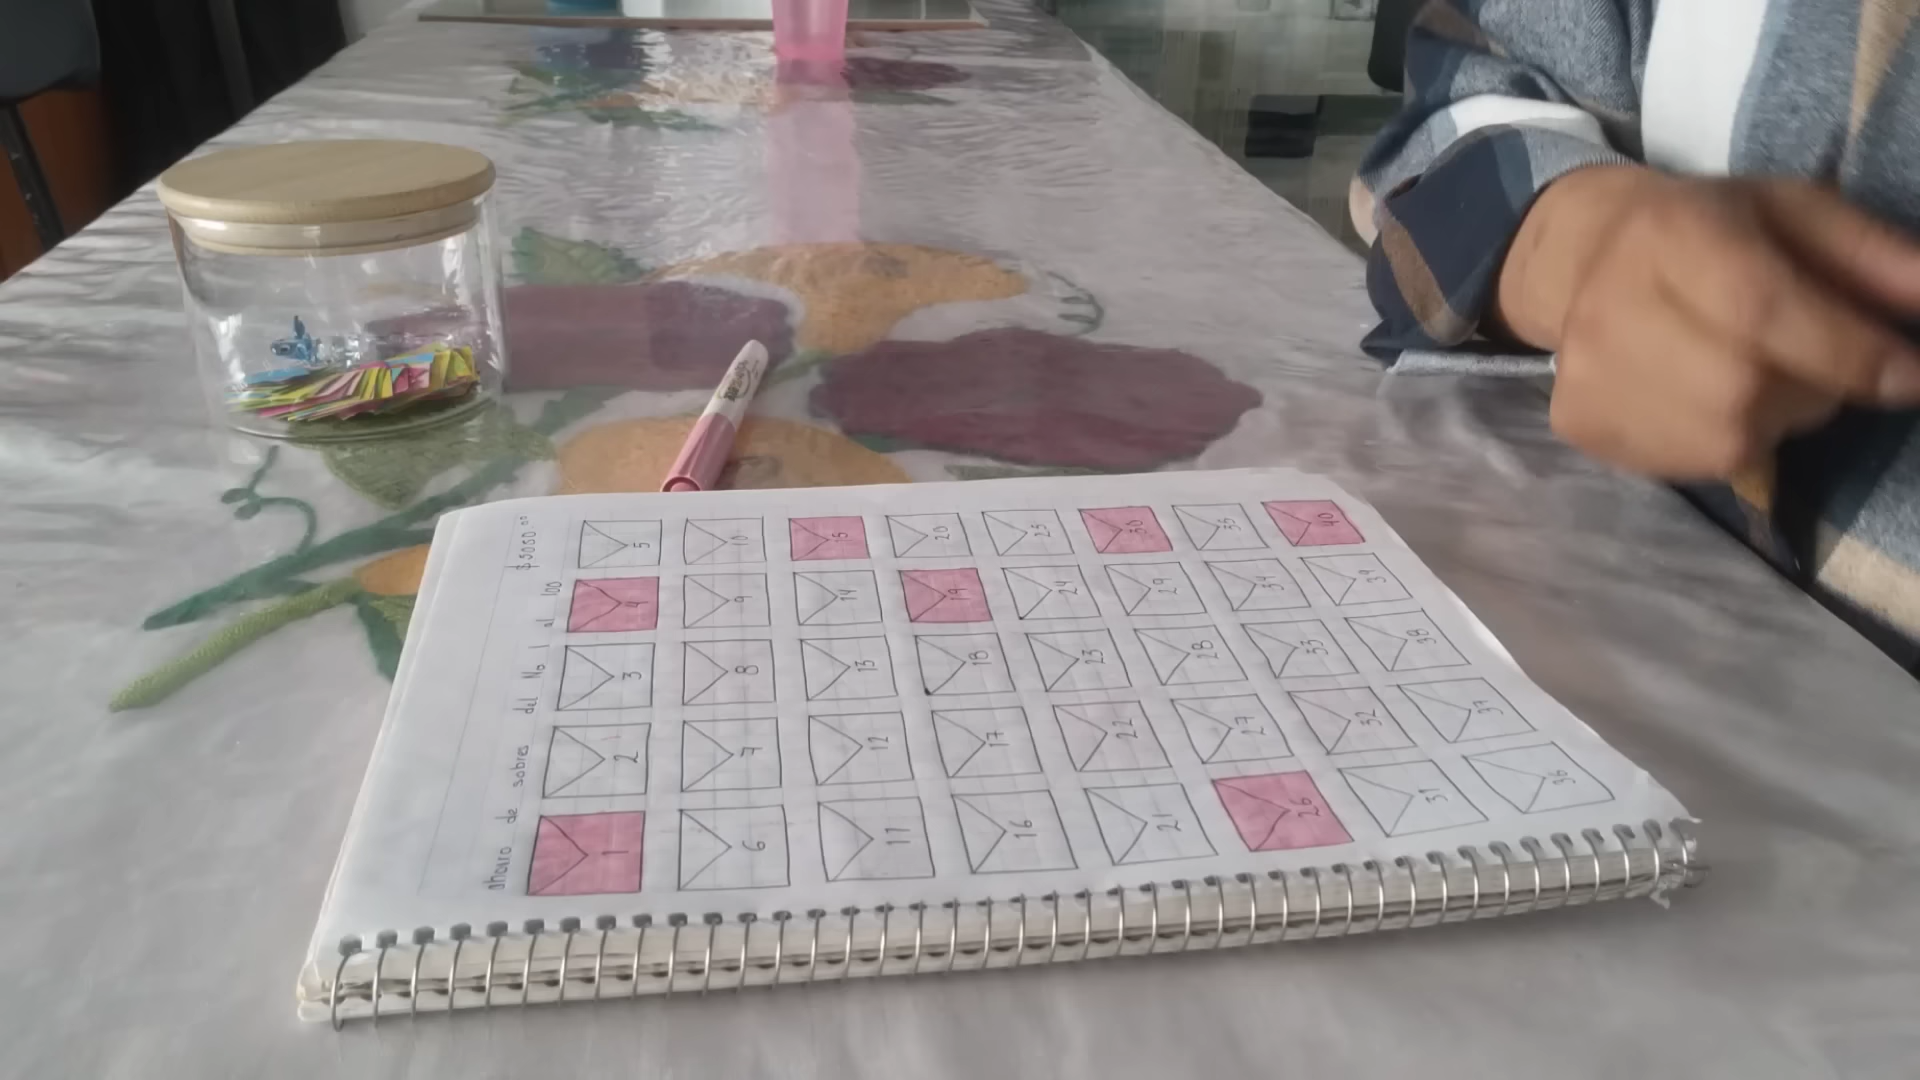 ahorro de sobres del No. 1 al 100 $5050.00
1 2 3 4 5
6 7 8 9 10
11 12 13 14 15
16 17 18 19 20
21 22 23 24 25
26 27 28 29 30
31 32 33 34 35
36 37 38 39 40